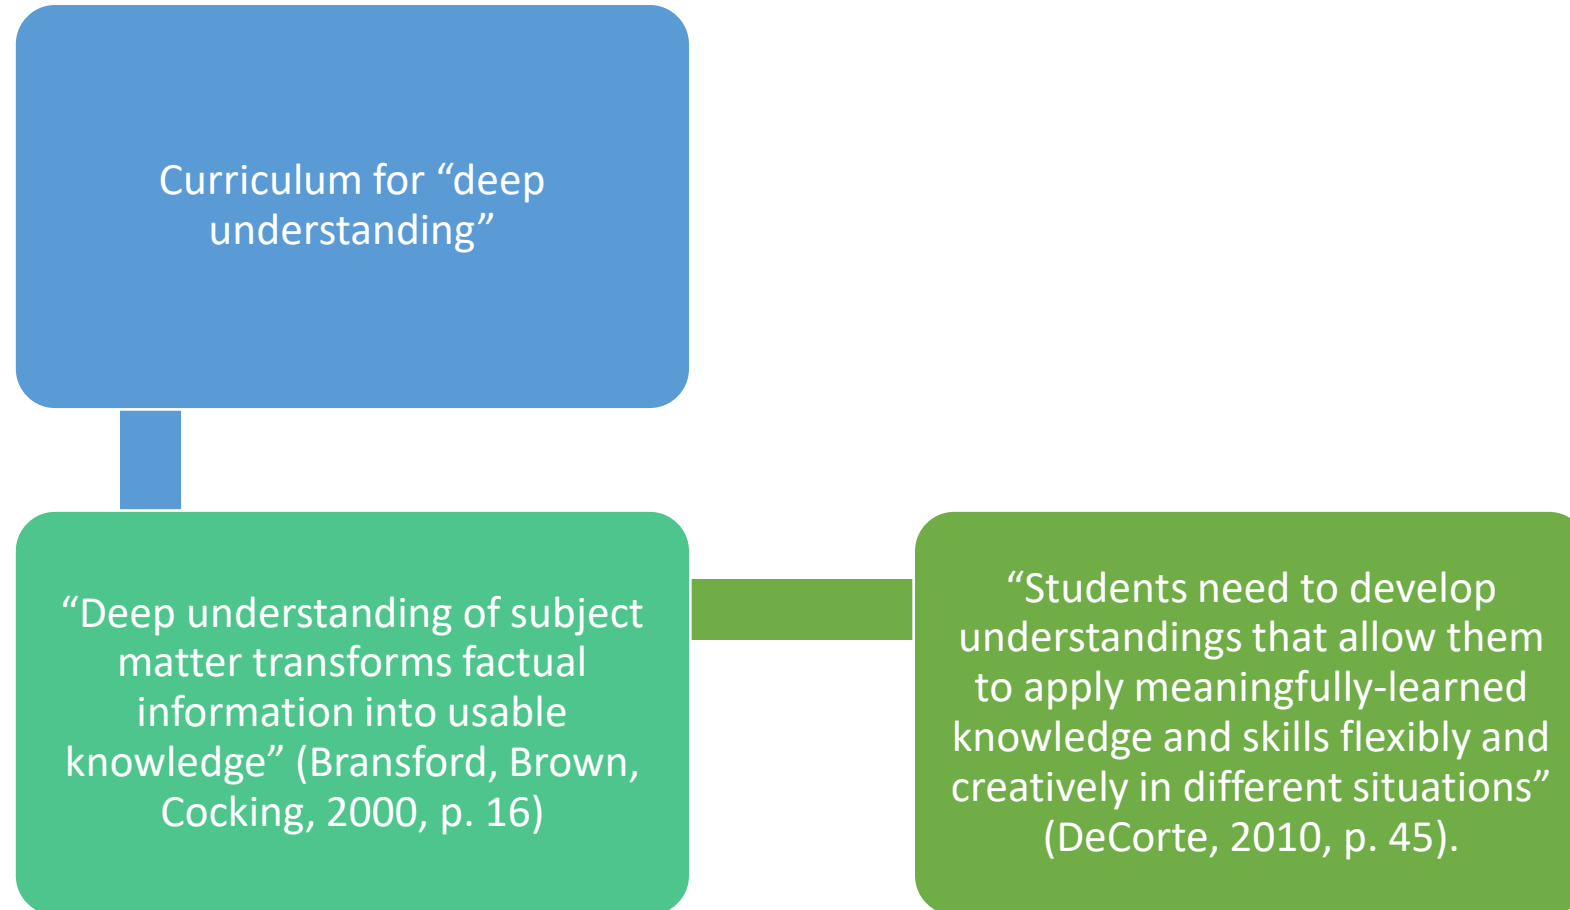 Curriculum for “deep
understanding”
“Deep understanding of subject
matter transforms factual
information into usable
knowledge” (Bransford, Brown,
Cocking, 2000, p. 16)
“Students need to develop
understandings that allow them
to apply meaningfully-learned
knowledge and skills flexibly and
creatively in different situations”
(DeCorte, 2010, p. 45).